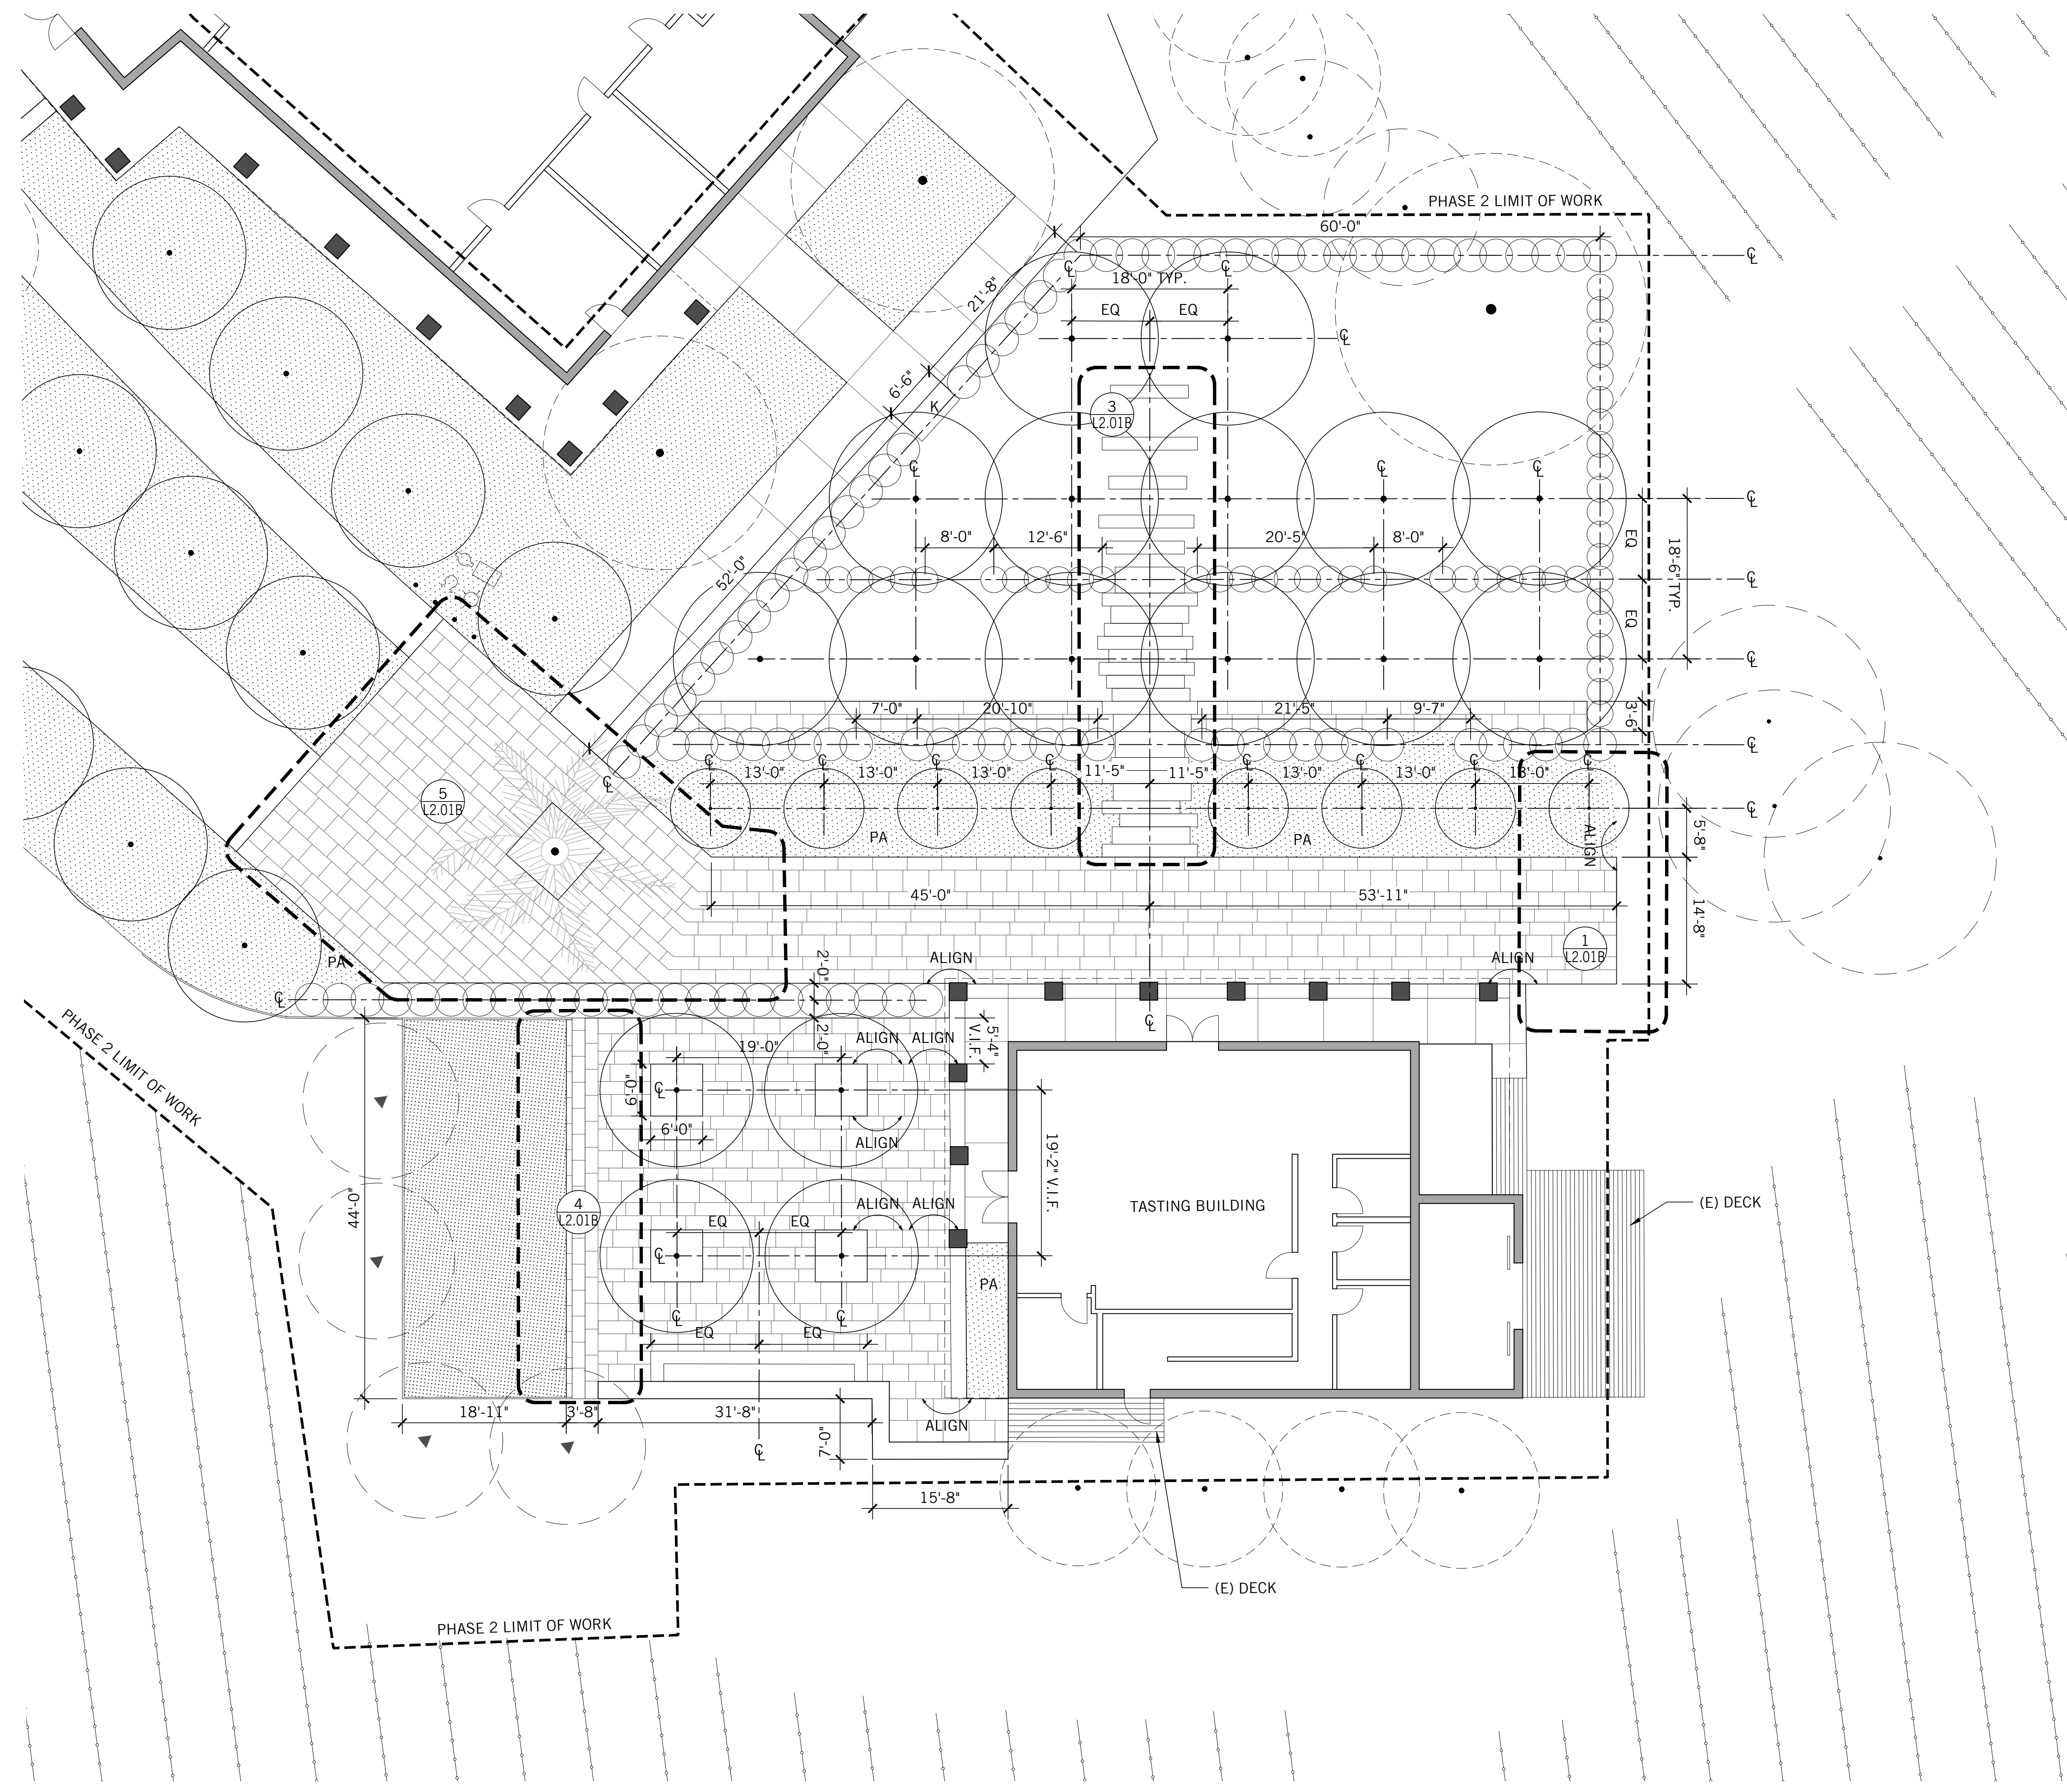 PHASE 2 LIMIT OF WORK
60'-0"
℄
℄
℄
18'-0" TYP.
21'-8"
EQ
EQ
℄
6'-6"
K
3
L2.01B
℄
℄
℄
℄
8'-0"
12'-6"
20'-5"
8'-0"
EQ
18'-6" TYP.
52'-0"
℄
EQ
℄
7'-0"
20'-10"
21'-5"
9'-7"
3'-6"
℄
℄
℄
℄
℄
℄
℄
℄
℄
℄
13'-0"
13'-0"
13'-0"
11'-5"
11'-5"
13'-0"
13'-0"
13'-0"
5
L2.01B
℄
PA
PA
ALIGN
5'-8"
45'-0"
53'-11"
14'-8"
1
L2.01B
PA
2'-0"
ALIGN
ALIGN
℄
PHASE 2 LIMIT OF WORK
℄
2'-0"
19'-0"
ALIGN
ALIGN
5'-4"
V.I.F.
6'-0"
℄
6'-0"
ALIGN
19'-2" V.I.F.
44'-0"
4
L2.01B
ALIGN
ALIGN
TASTING BUILDING
(E) DECK
EQ
EQ
℄
PA
℄
℄
EQ
EQ
18'-11"
3'-8"
31'-8"
ALIGN
7'-0"
℄
15'-8"
(E) DECK
PHASE 2 LIMIT OF WORK